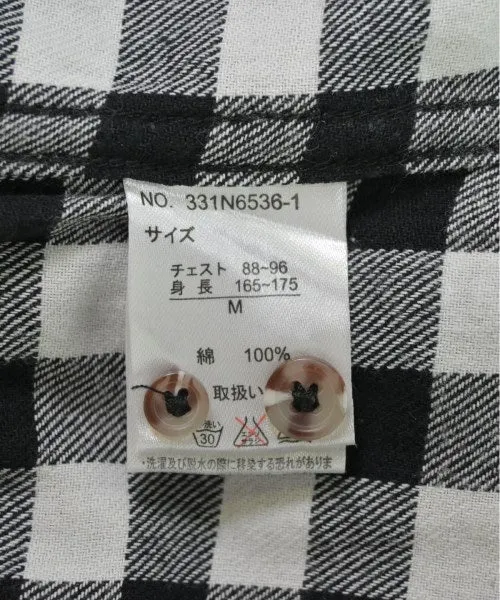 NO. 331N6536-1
サイズ
チェスト 88~96
身 長 165~175
M
綿 100%
取扱い
洗い
30
・洗濯及び脱水の際に移染する恐れがありま